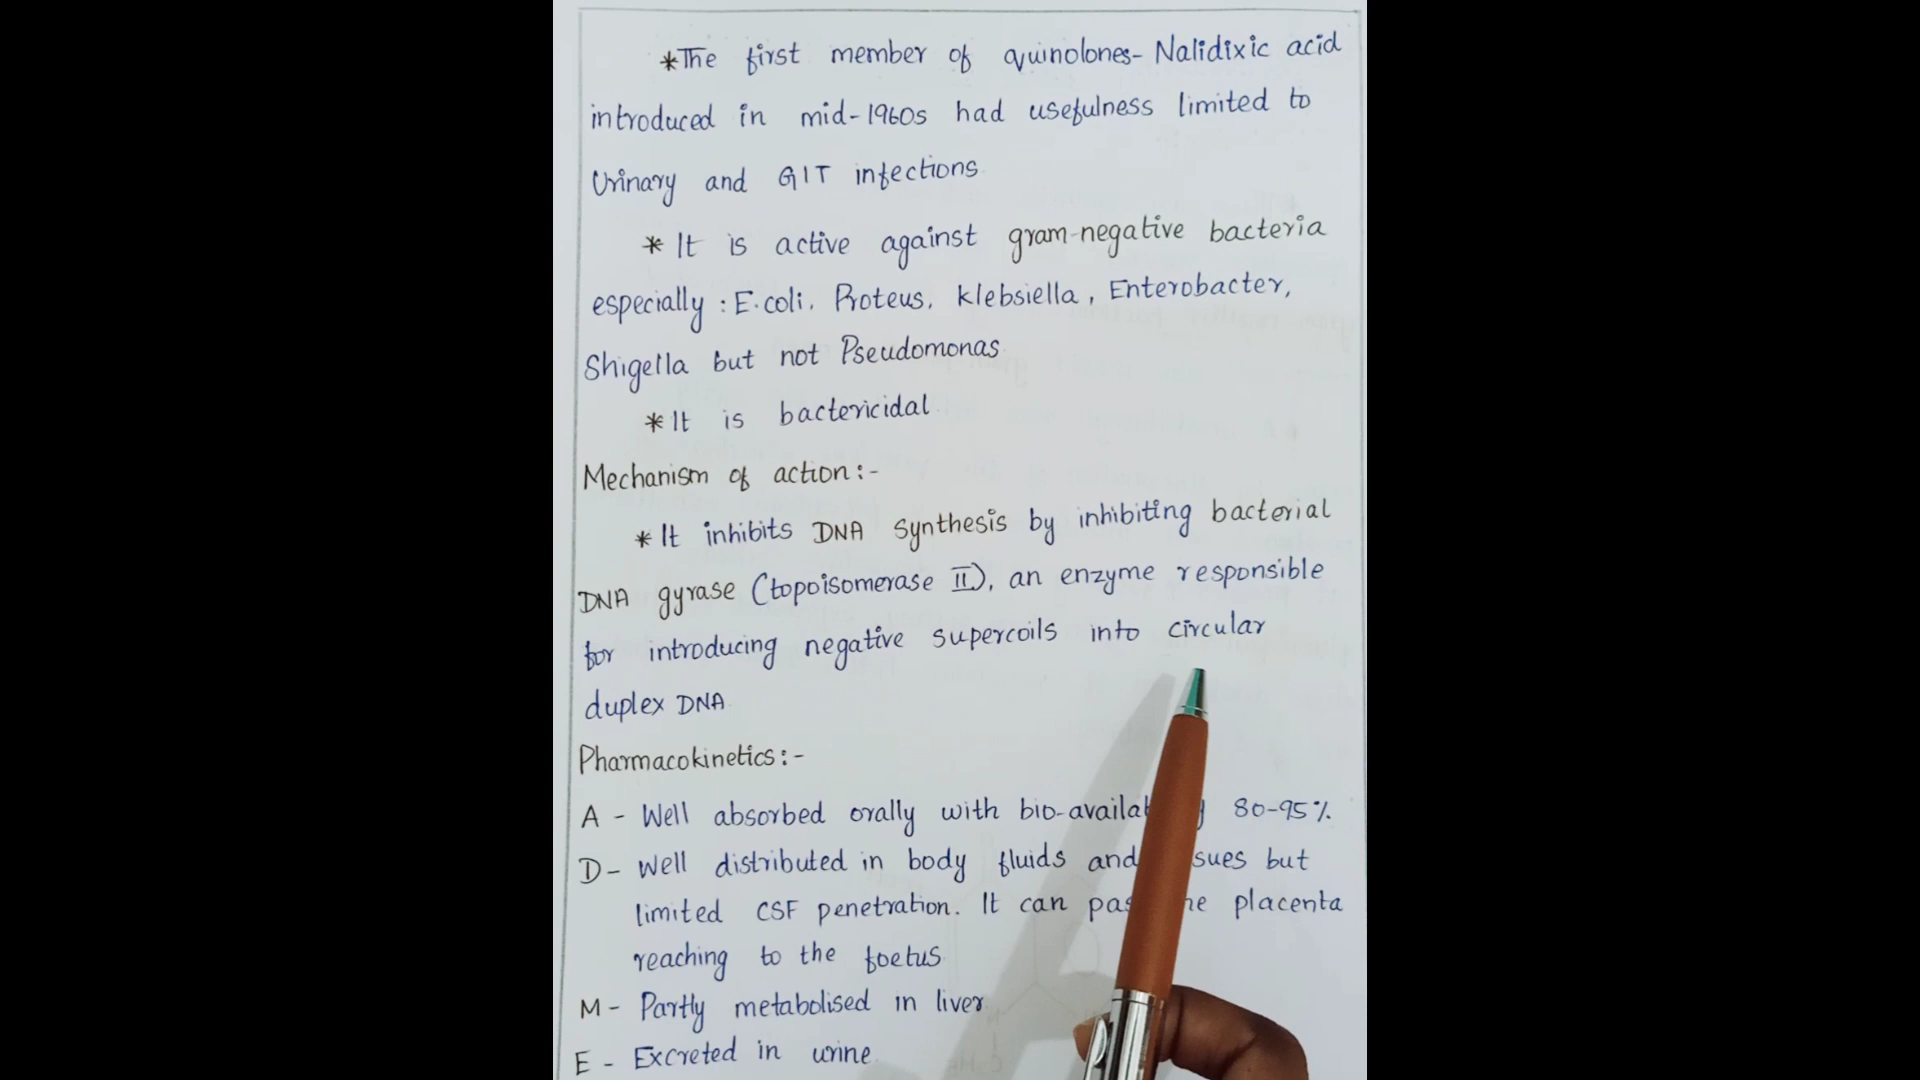 *The first member of quinolones- Nalidixic acid
introduced in mid-1960s had usefulness limited to
Urinary and GIT infections
* It is active against gram-negative bacteria
especially : E.coli. Proteus, Klebsiella, Enterobacter,
Shigella but not Pseudomonas
* It is bactericidal.
Mechanism of action:-
* It inhibits DNA synthesis by inhibiting bacterial
DNA gyrase (topoisomerase II), an enzyme responsible
for introducing negative supercoils into circular
duplex DNA
Pharmacokinetics:-
A - Well absorbed orally with 80-95%
D- Well distributed in body fluids and but
limited CSF penetration. It can placenta
reaching to the foetus
M- Partly metabolised in liver
E - Excreted in urine